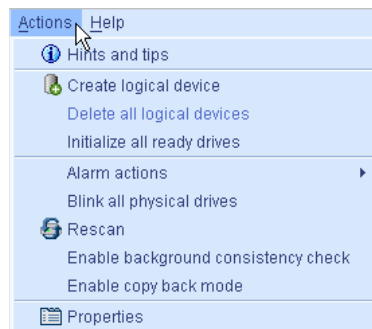 Actions Help
Hints and tips
Create logical device
Delete all logical devices
Initialize all ready drives
Alarm actions
Blink all physical drives
Rescan
Enable background consistency check
Enable copy back mode
Properties